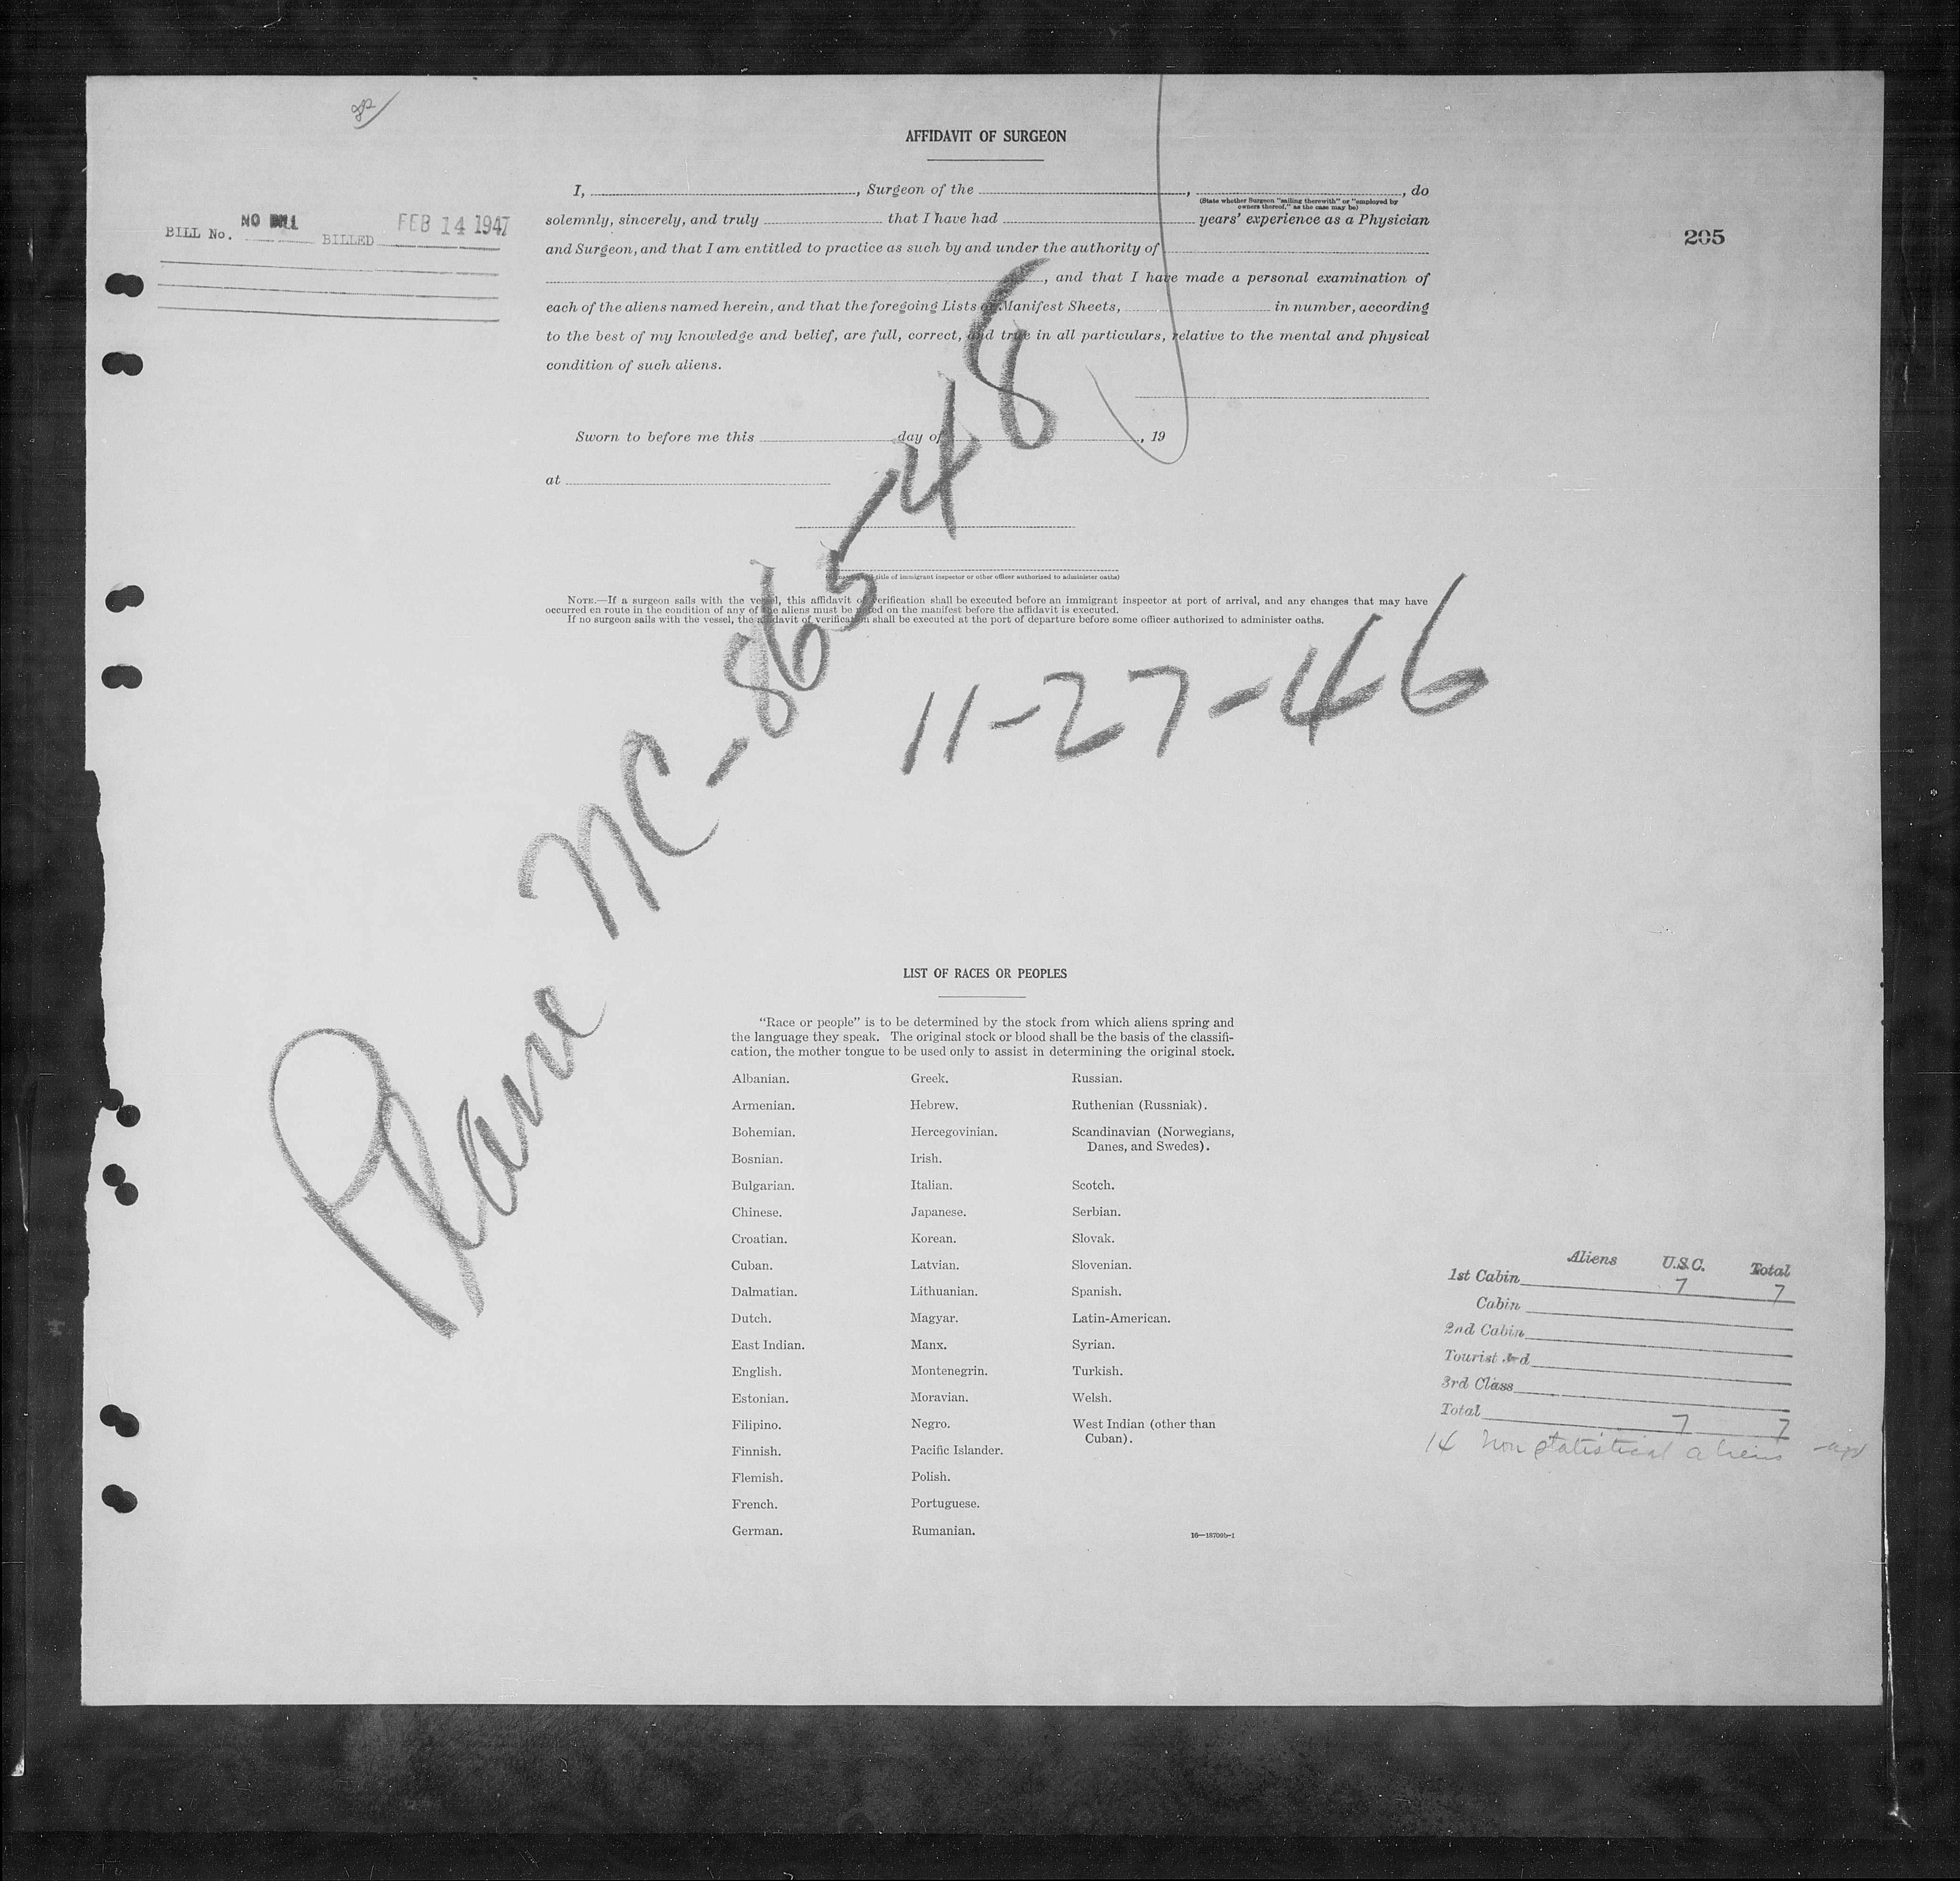 AFFIDAVIT OF SURGEON
I, , Surgeon of the , , do
(State whether Surgeon "sailing therewith" or "employed by
owners thereof," as the case may be)
solemnly, sincerely, and truly that I have had years' experience as a Physician
and Surgeon, and that I am entitled to practice as such by and under the authority of
, and that I have made a personal examination of
each of the aliens named herein, and that the foregoing Lists or Manifest Sheets, in number, according
to the best of my knowledge and belief, are full, correct, and true in all particulars, relative to the mental and physical
condition of such aliens.
BILL No. NO BILL BILLED FEB 14 1947
205
Sworn to before me this day of , 19
at
title of immigrant inspector or other officer authorized to administer oaths)
NOTE.—If a surgeon sails with the vessel, this affidavit of verification shall be executed before an immigrant inspector at port of arrival, and any changes that may have
occurred en route in the condition of any of the aliens must be noted on the manifest before the affidavit is executed.
If no surgeon sails with the vessel, the affidavit of verification shall be executed at the port of departure before some officer authorized to administer oaths.
Plane NC-865-48
11-27-46
LIST OF RACES OR PEOPLES
"Race or people" is to be determined by the stock from which aliens spring and
the language they speak. The original stock or blood shall be the basis of the classifi-
cation, the mother tongue to be used only to assist in determining the original stock.
Albanian.
Armenian.
Bohemian.
Bosnian.
Bulgarian.
Chinese.
Croatian.
Cuban.
Dalmatian.
Dutch.
East Indian.
English.
Estonian.
Filipino.
Finnish.
Flemish.
French.
German.
Greek.
Hebrew.
Hercegovinian.
Irish.
Italian.
Japanese.
Korean.
Latvian.
Lithuanian.
Magyar.
Manx.
Montenegrin.
Moravian.
Negro.
Pacific Islander.
Polish.
Portuguese.
Rumanian.
Russian.
Ruthenian (Russniak).
Scandinavian (Norwegians,
Danes, and Swedes).
Scotch.
Serbian.
Slovak.
Slovenian.
Spanish.
Latin-American.
Syrian.
Turkish.
Welsh.
West Indian (other than
Cuban).
16—18700b-1
Aliens U.S.C. Total
1st Cabin 7 7
Cabin
2nd Cabin
Tourist 3rd
3rd Class
Total 7 7
14 Non statistical aliens